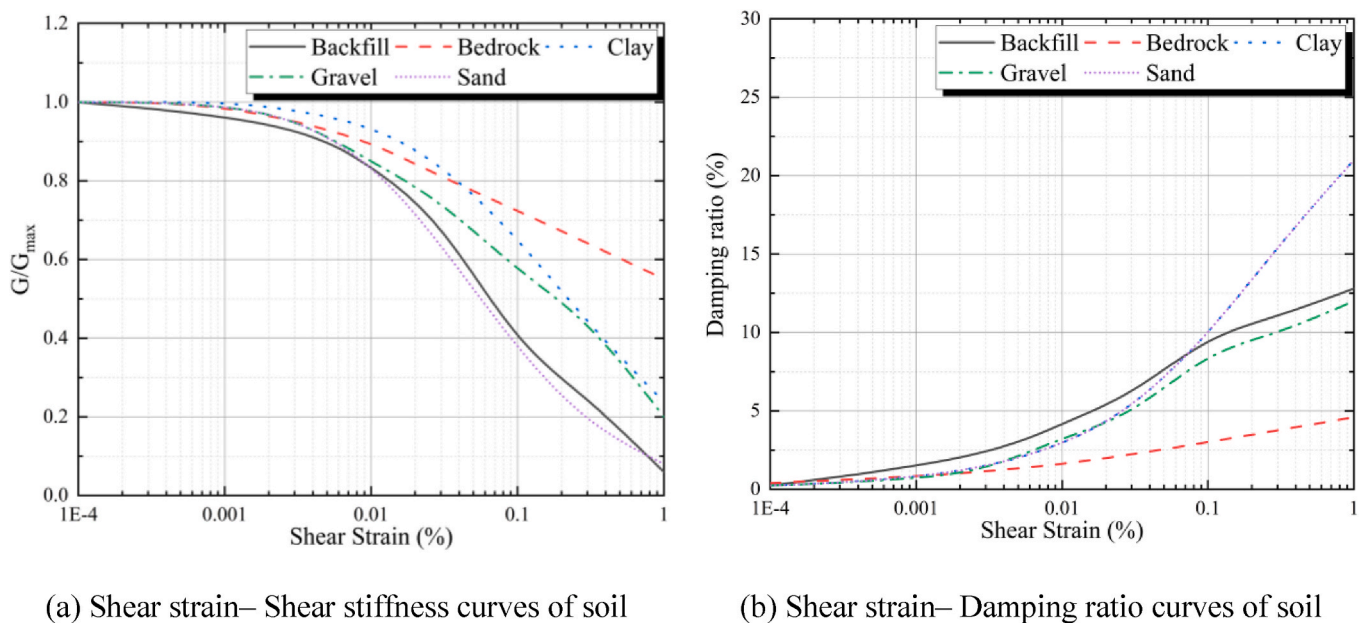 1.2
1.0
0.8
0.6
0.4
0.2
0.0
G/Gmax
Backfill Bedrock Clay
Gravel Sand
1E-4 0.001 0.01 0.1 1
Shear Strain (%)
(a) Shear strain– Shear stiffness curves of soil
30
25
20
15
10
5
0
Damping ratio (%)
Backfill Bedrock Clay
Gravel Sand
1E-4 0.001 0.01 0.1 1
Shear Strain (%)
(b) Shear strain– Damping ratio curves of soil